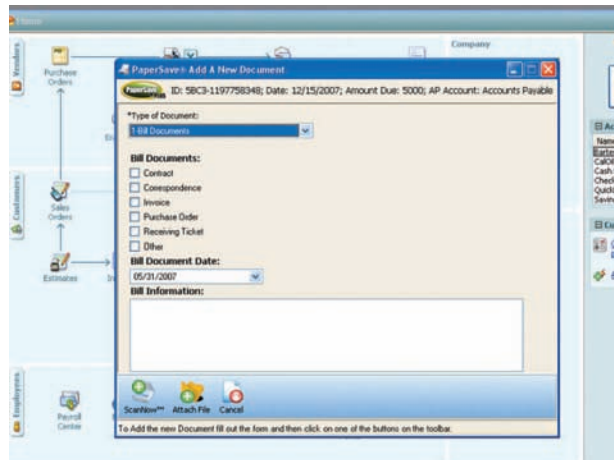 Home
Company
Vendors
Purchase
Orders
PaperSave® Add A New Document
PaperSave
ID: 5BC3-1197758348; Date: 12/15/2007; Amount Due: 5000; AP Account: Accounts Payable
*Type of Document:
1-Bill Documents
Bill Documents:
Contract
Correspondence
Invoice
Purchase Order
Receiving Ticket
Other
Bill Document Date:
05/31/2007
Bill Information:
ScanNow™ Attach File Cancel
To Add the new Document fill out the form and then click on one of the buttons on the toolbar.
Customers
Sales
Orders
Estimates
Employees
Payroll
Center